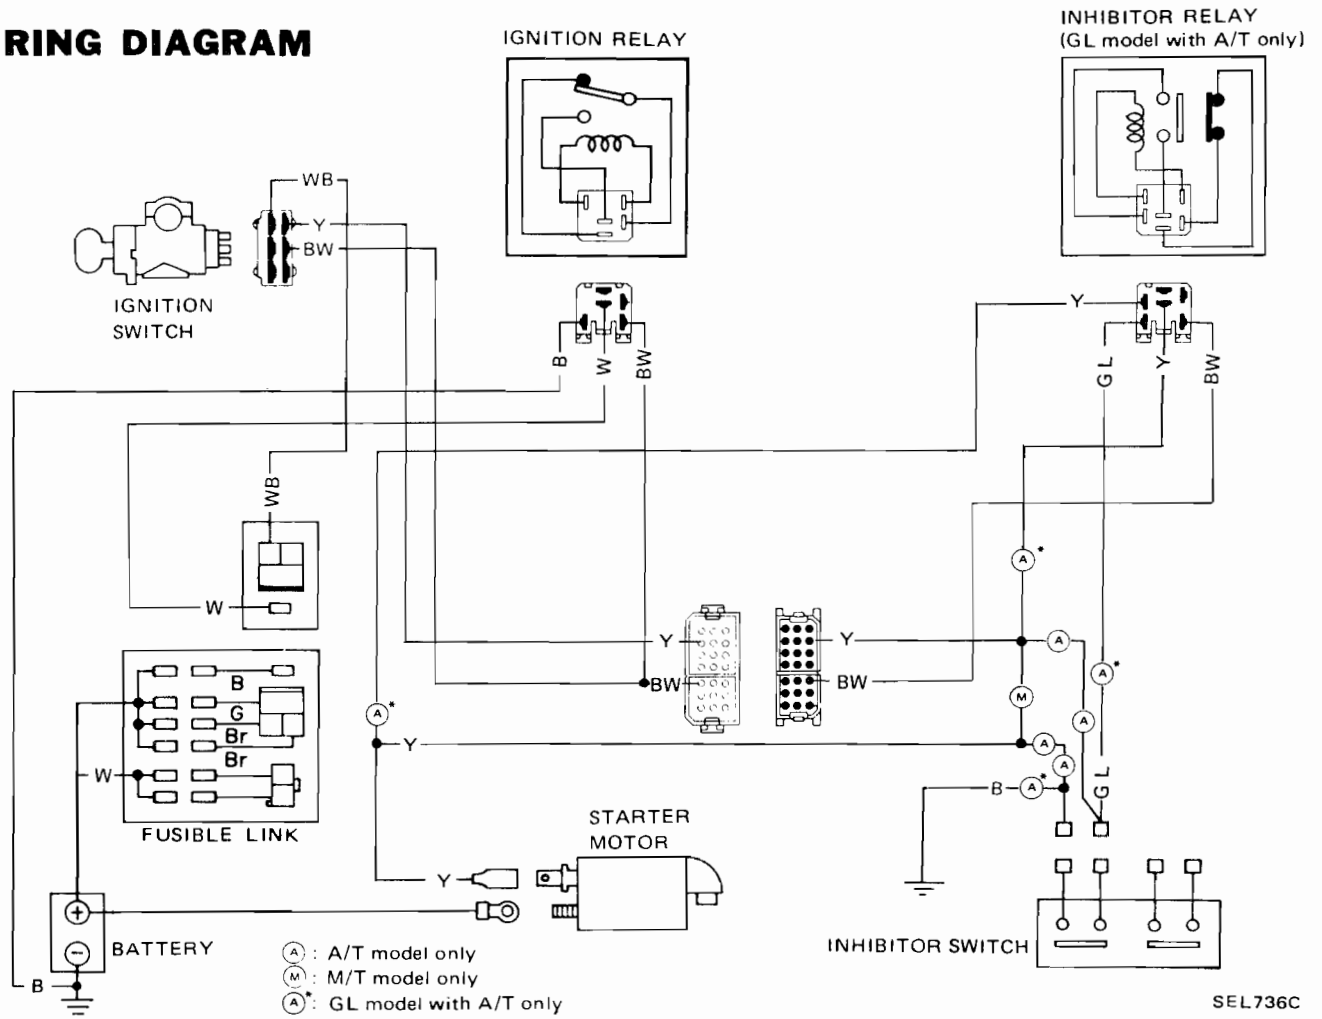 RING DIAGRAM
IGNITION RELAY
INHIBITOR RELAY
(GL model with A/T only)
WB
Y
BW
IGNITION
SWITCH
Y
B
W
BW
GL
Y
BW
WB
W
A*
Y
Y
A
A*
BW
BW
M
B
G
Br
Br
A*
A
Y
A
W
A
B
A*
GL
FUSIBLE LINK
STARTER
MOTOR
Y
+
BATTERY
−
INHIBITOR SWITCH
A : A/T model only
M : M/T model only
A* : GL model with A/T only
B
SEL736C